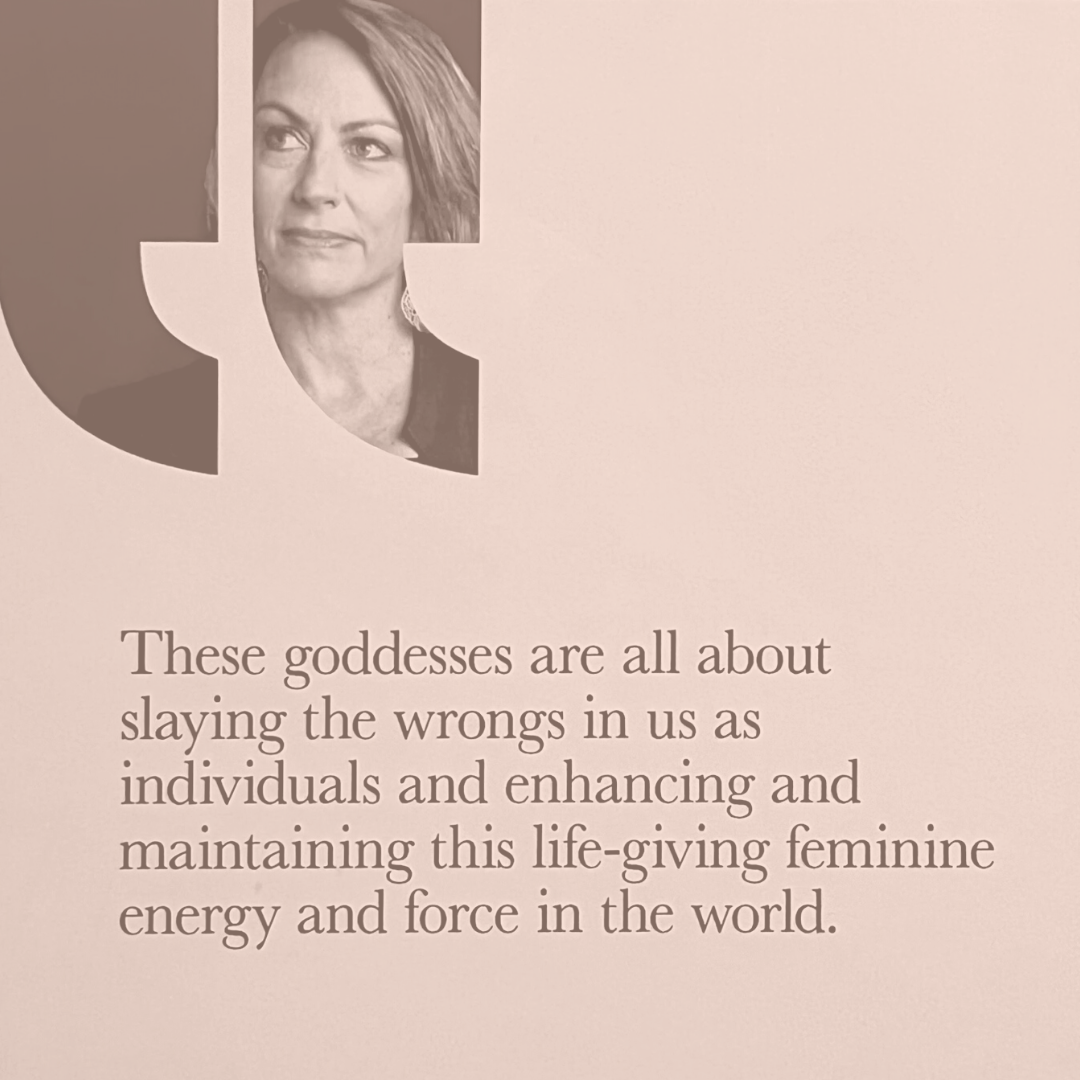 These goddesses are all about
slaying the wrongs in us as
individuals and enhancing and
maintaining this life-giving feminine
energy and force in the world.